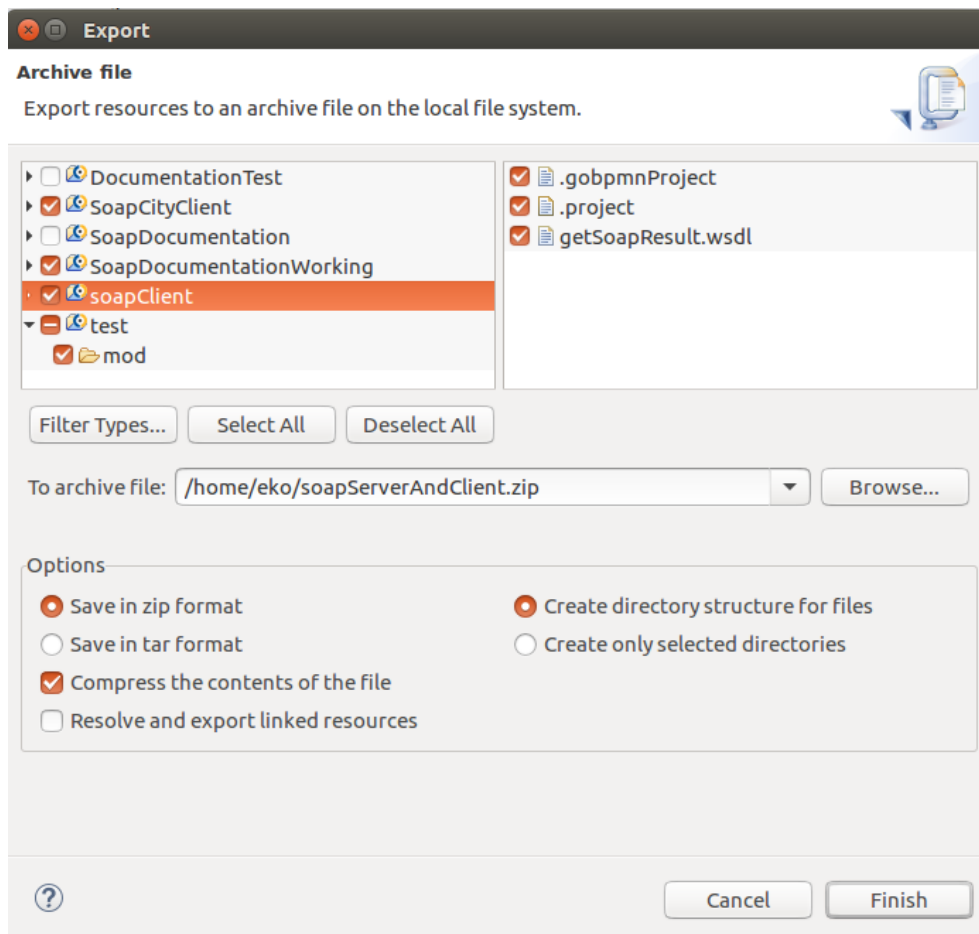 Export
Archive file
Export resources to an archive file on the local file system.
DocumentationTest
SoapCityClient
SoapDocumentation
SoapDocumentationWorking
soapClient
test
mod
.gobpmnProject
.project
getSoapResult.wsdl
Filter Types... Select All Deselect All
To archive file: /home/eko/soapServerAndClient.zip Browse...
Options
Save in zip format
Save in tar format
Compress the contents of the file
Resolve and export linked resources
Create directory structure for files
Create only selected directories
? Cancel Finish